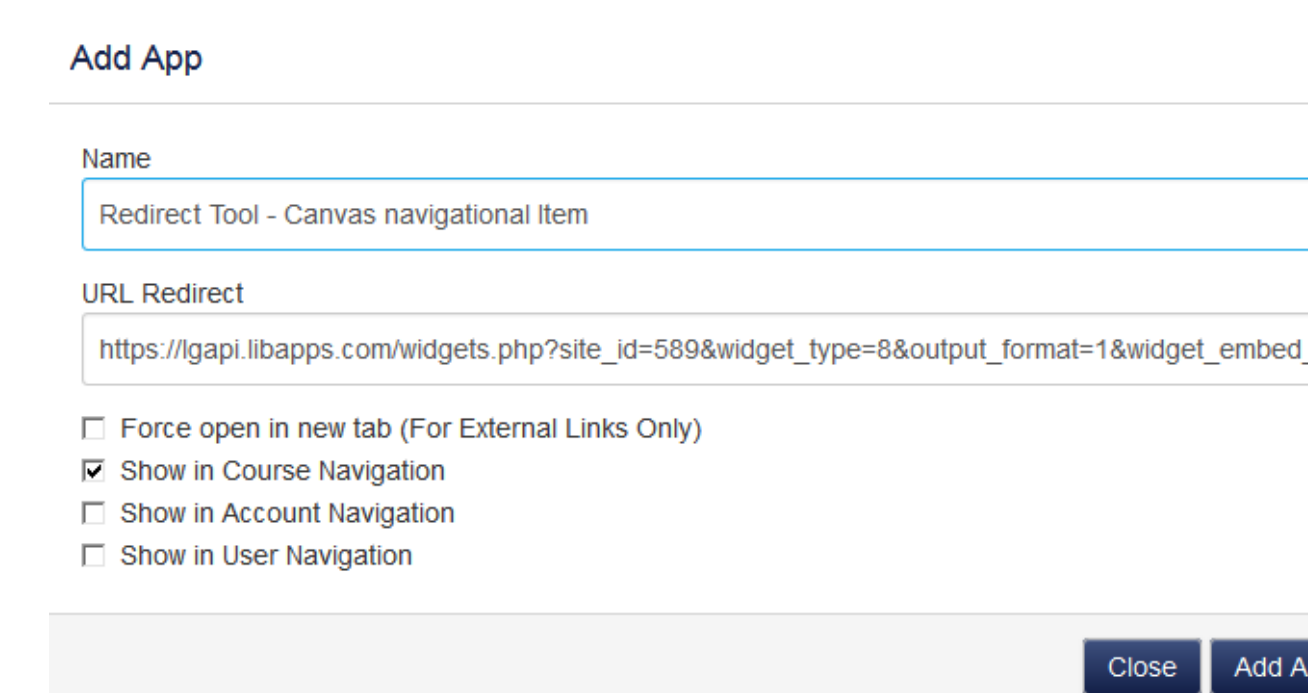 Add App
Name
Redirect Tool - Canvas navigational Item
URL Redirect
https://lgapi.libapps.com/widgets.php?site_id=589&widget_type=8&output_format=1&widget_embed_
Force open in new tab (For External Links Only)
Show in Course Navigation
Show in Account Navigation
Show in User Navigation
Close Add A